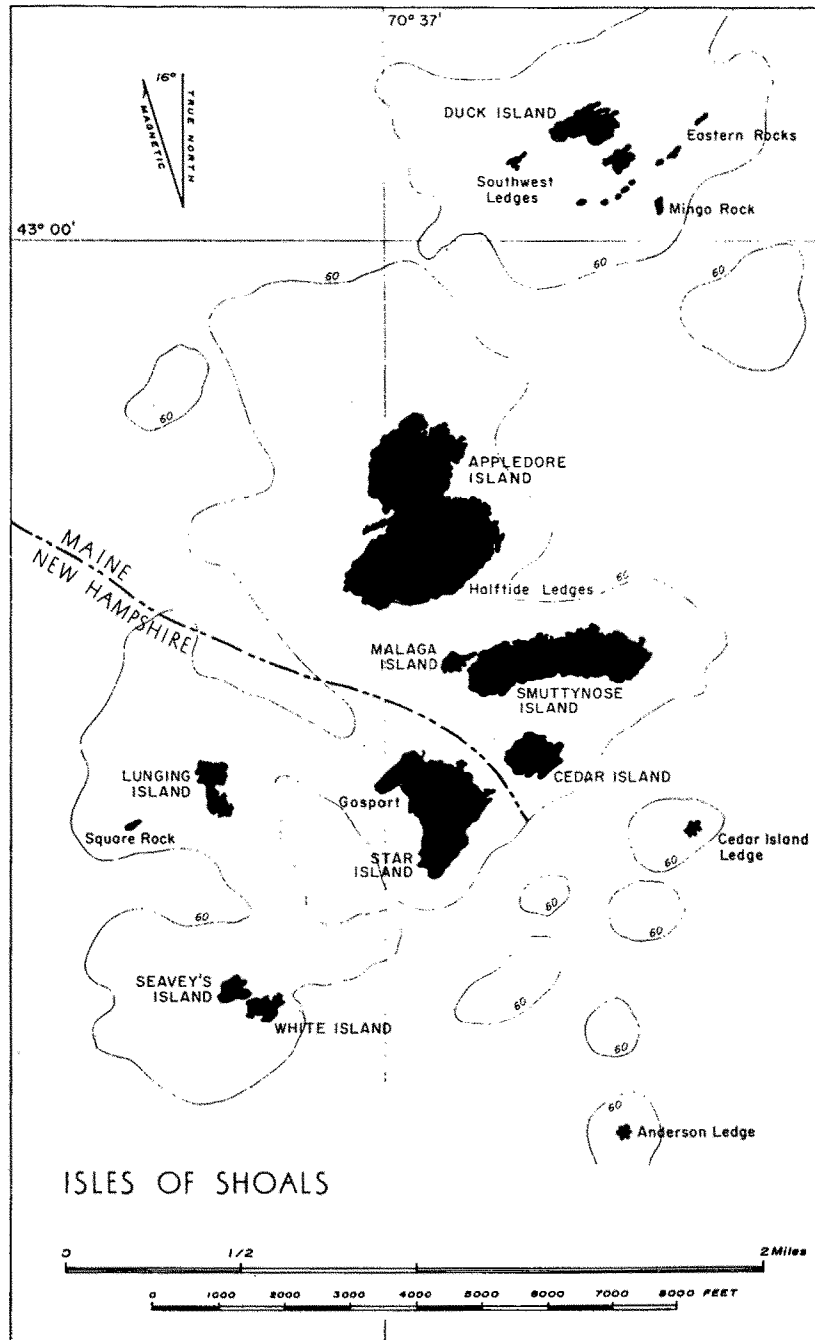 70° 37'
16°
MAGNETIC
TRUE NORTH
DUCK ISLAND
Eastern Rocks
Southwest
Ledges
Mingo Rock
43° 00'
60
60
60
60
APPLEDORE
ISLAND
MAINE
NEW HAMPSHIRE
Halftide Ledges
60
MALAGA
ISLAND
SMUTTYNOSE
ISLAND
LUNGING
ISLAND
CEDAR ISLAND
Gosport
Square Rock
Cedar Island
Ledge
STAR
ISLAND
60
60
60
60
SEAVEY'S
ISLAND
60
WHITE ISLAND
60
60
Anderson Ledge
ISLES OF SHOALS
0 1/2 2 Miles
0 1000 2000 3000 4000 5000 6000 7000 8000 FEET